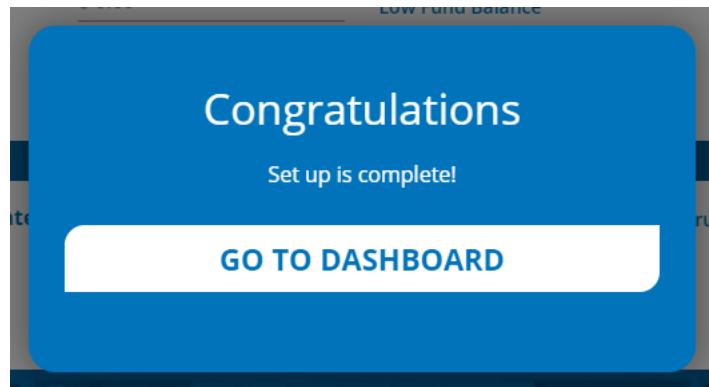 Low Fund Balance
Congratulations
Set up is complete!
GO TO DASHBOARD